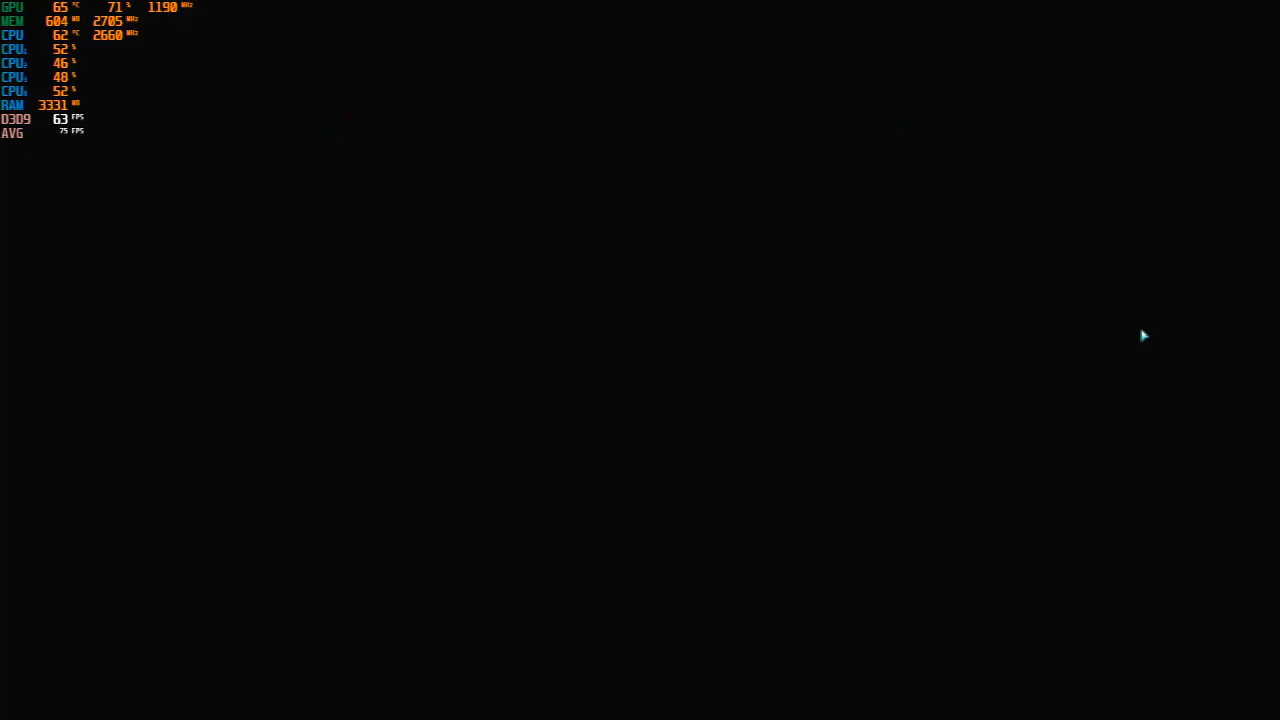 GPU 65 °C 71 % 1190 MHz
MEM 604 MB 2705 MHz
CPU 62 °C 2660 MHz
CPU1 52 %
CPU2 46 %
CPU3 48 %
CPU4 52 %
RAM 3331 MB
D3D9 63 FPS
AVG 75 FPS